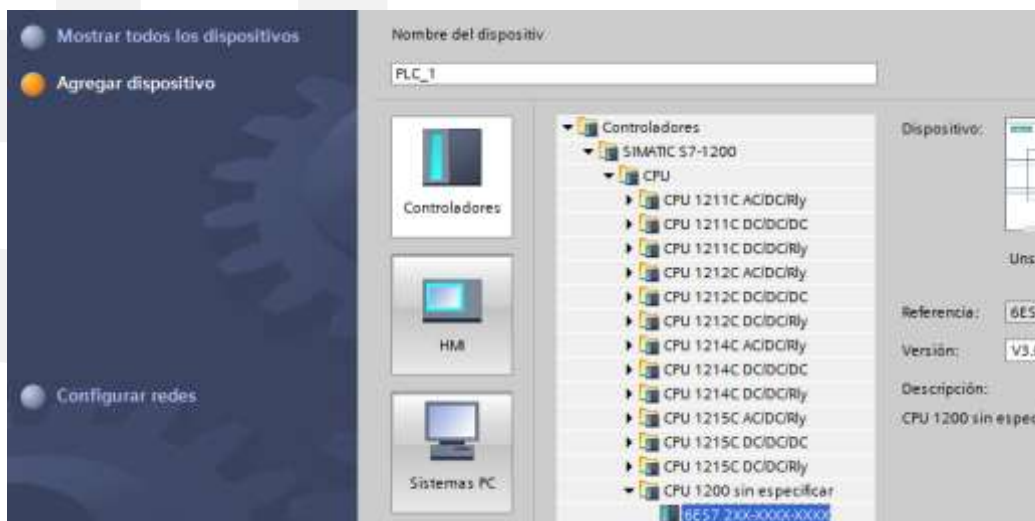 Mostrar todos los dispositivos
Agregar dispositivo
Configurar redes
Nombre del dispositiv
PLC_1
Controladores
HMI
Sistemas PC
Controladores
SIMATIC S7-1200
CPU
CPU 1211C AC/DC/Rly
CPU 1211C DC/DC/DC
CPU 1211C DC/DC/Rly
CPU 1212C AC/DC/Rly
CPU 1212C DC/DC/DC
CPU 1212C DC/DC/Rly
CPU 1214C AC/DC/Rly
CPU 1214C DC/DC/DC
CPU 1214C DC/DC/Rly
CPU 1215C AC/DC/Rly
CPU 1215C DC/DC/DC
CPU 1215C DC/DC/Rly
CPU 1200 sin especificar
6ES7 2XX-XXXX-XXXX
Dispositivo:
Uns
Referencia: 6ES
Versión: V3.
Descripción:
CPU 1200 sin espec